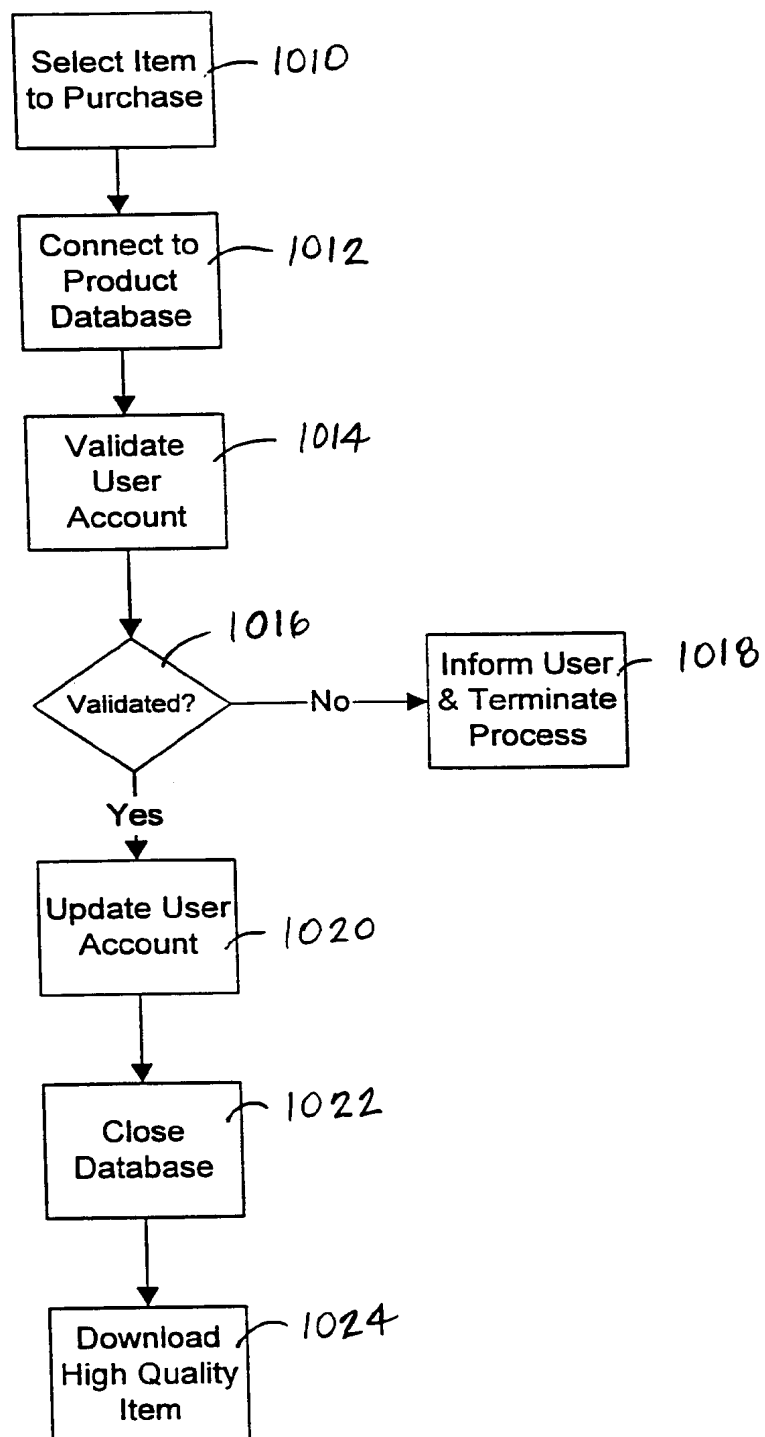 Select Item
to Purchase
1010
Connect to
Product
Database
1012
Validate
User
Account
1014
Validated?
1016
No
Inform User
& Terminate
Process
1018
Yes
Update User
Account
1020
Close
Database
1022
Download
High Quality
Item
1024